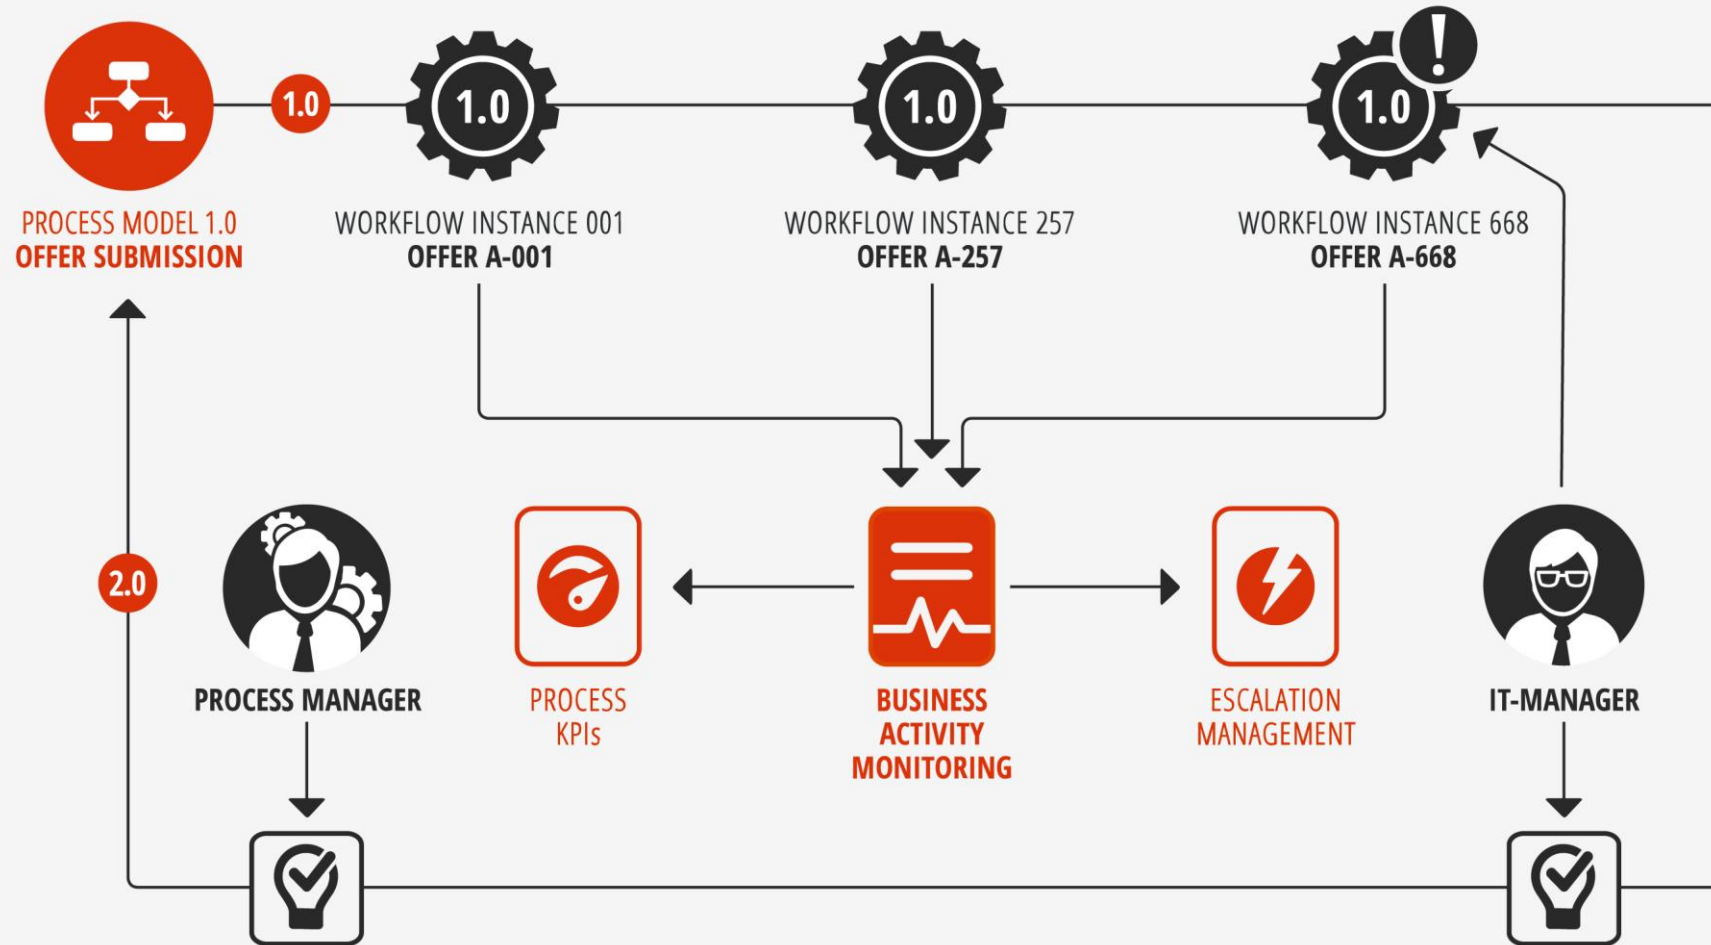 1.0
1.0
1.0
1.0
!
PROCESS MODEL 1.0
OFFER SUBMISSION
WORKFLOW INSTANCE 001
OFFER A-001
WORKFLOW INSTANCE 257
OFFER A-257
WORKFLOW INSTANCE 668
OFFER A-668
2.0
PROCESS MANAGER
PROCESS
KPIs
BUSINESS
ACTIVITY
MONITORING
ESCALATION
MANAGEMENT
IT-MANAGER